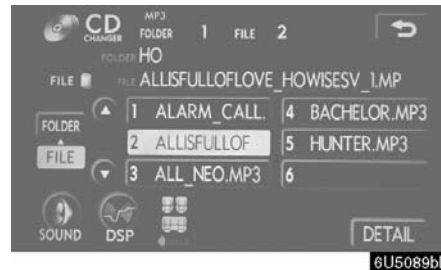 CD
CHANGER
MP3
FOLDER 1 FILE 2
FOLDER HO
FILE FILE ALLISFULLOFLOVE_HOWISESV_1.MP
FOLDER
FILE
1 ALARM_CALL.
2 ALLISFULLOF
3 ALL_NEO.MP3
4 BACHELOR.MP3
5 HUNTER.MP3
6
SOUND
DSP
DETAIL
6U5089b